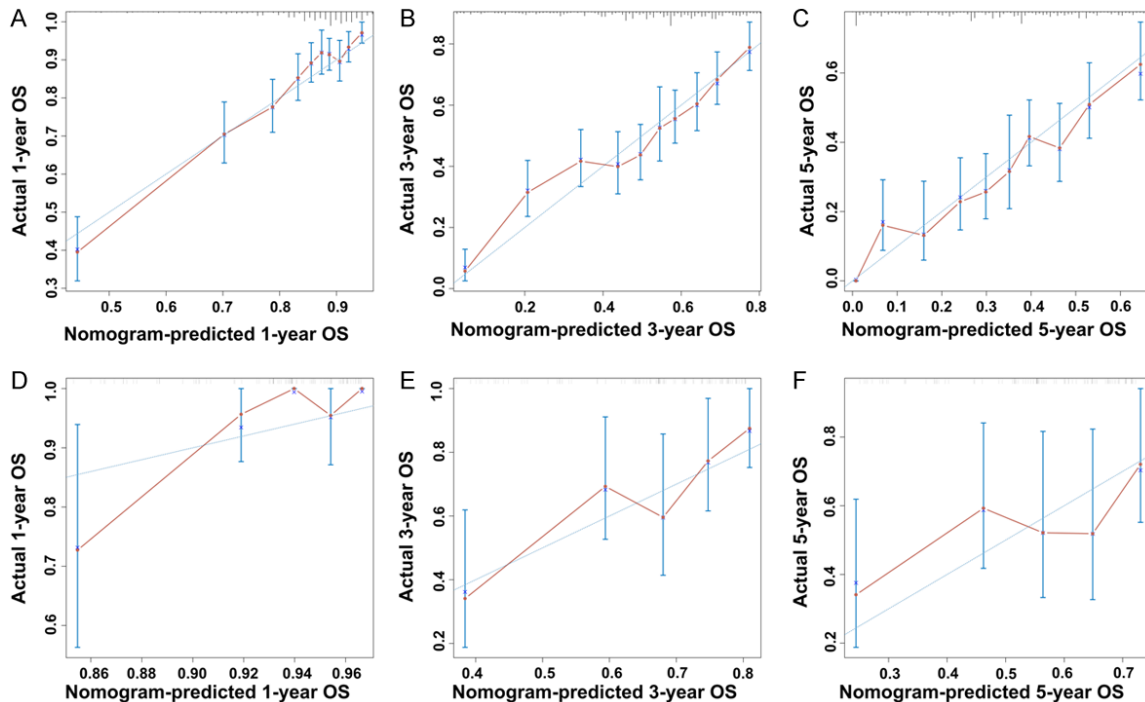 A
Actual 1-year OS
1.0
0.9
0.8
0.7
0.6
0.5
0.4
0.3
0.5 0.6 0.7 0.8 0.9
Nomogram-predicted 1-year OS
B
Actual 3-year OS
0.8
0.6
0.4
0.2
0.0
0.2 0.4 0.6 0.8
Nomogram-predicted 3-year OS
C
Actual 5-year OS
0.6
0.4
0.2
0.0
0.0 0.1 0.2 0.3 0.4 0.5 0.6
Nomogram-predicted 5-year OS
D
Actual 1-year OS
1.0
0.9
0.8
0.7
0.6
0.86 0.88 0.90 0.92 0.94 0.96
Nomogram-predicted 1-year OS
E
Actual 3-year OS
1.0
0.8
0.6
0.4
0.2
0.4 0.5 0.6 0.7 0.8
Nomogram-predicted 3-year OS
F
Actual 5-year OS
0.8
0.6
0.4
0.2
0.3 0.4 0.5 0.6 0.7
Nomogram-predicted 5-year OS